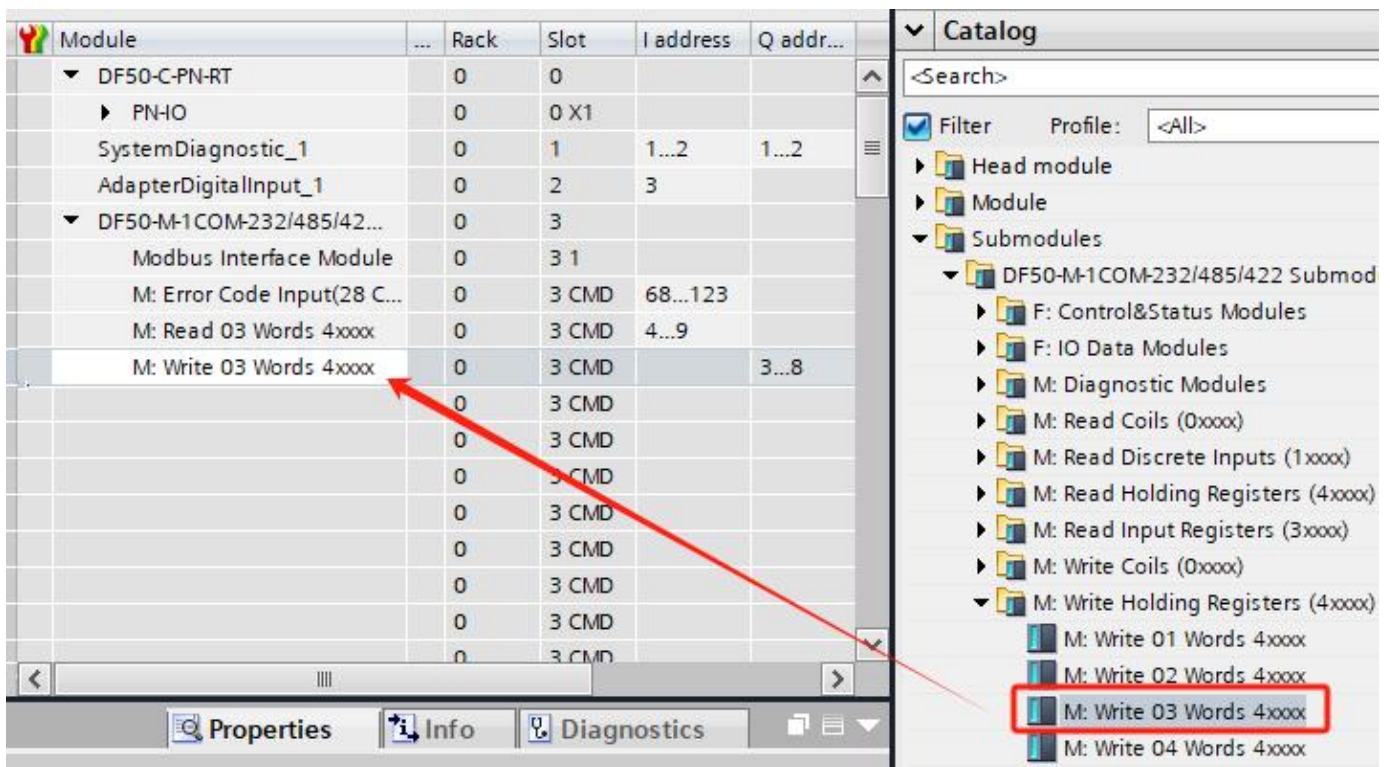 Module ... Rack Slot I address Q addr...
DF50-C-PN-RT 0 0
PN-IO 0 0 X1
SystemDiagnostic_1 0 1 1...2 1...2
AdapterDigitalInput_1 0 2 3
DF50-M-1COM-232/485/42... 0 3
Modbus Interface Module 0 3 1
M: Error Code Input(28 C... 0 3 CMD 68...123
M: Read 03 Words 4xxxx 0 3 CMD 4...9
M: Write 03 Words 4xxxx 0 3 CMD 3...8
0 3 CMD
0 3 CMD
0 3 CMD
0 3 CMD
0 3 CMD
0 3 CMD
0 3 CMD
0 3 CMD
Properties Info Diagnostics
Catalog
<Search>
Filter Profile: <All>
Head module
Module
Submodules
DF50-M-1COM-232/485/422 Submod
F: Control&Status Modules
F: IO Data Modules
M: Diagnostic Modules
M: Read Coils (0xxxx)
M: Read Discrete Inputs (1xxxx)
M: Read Holding Registers (4xxxx)
M: Read Input Registers (3xxxx)
M: Write Coils (0xxxx)
M: Write Holding Registers (4xxxx)
M: Write 01 Words 4xxxx
M: Write 02 Words 4xxxx
M: Write 03 Words 4xxxx
M: Write 04 Words 4xxxx